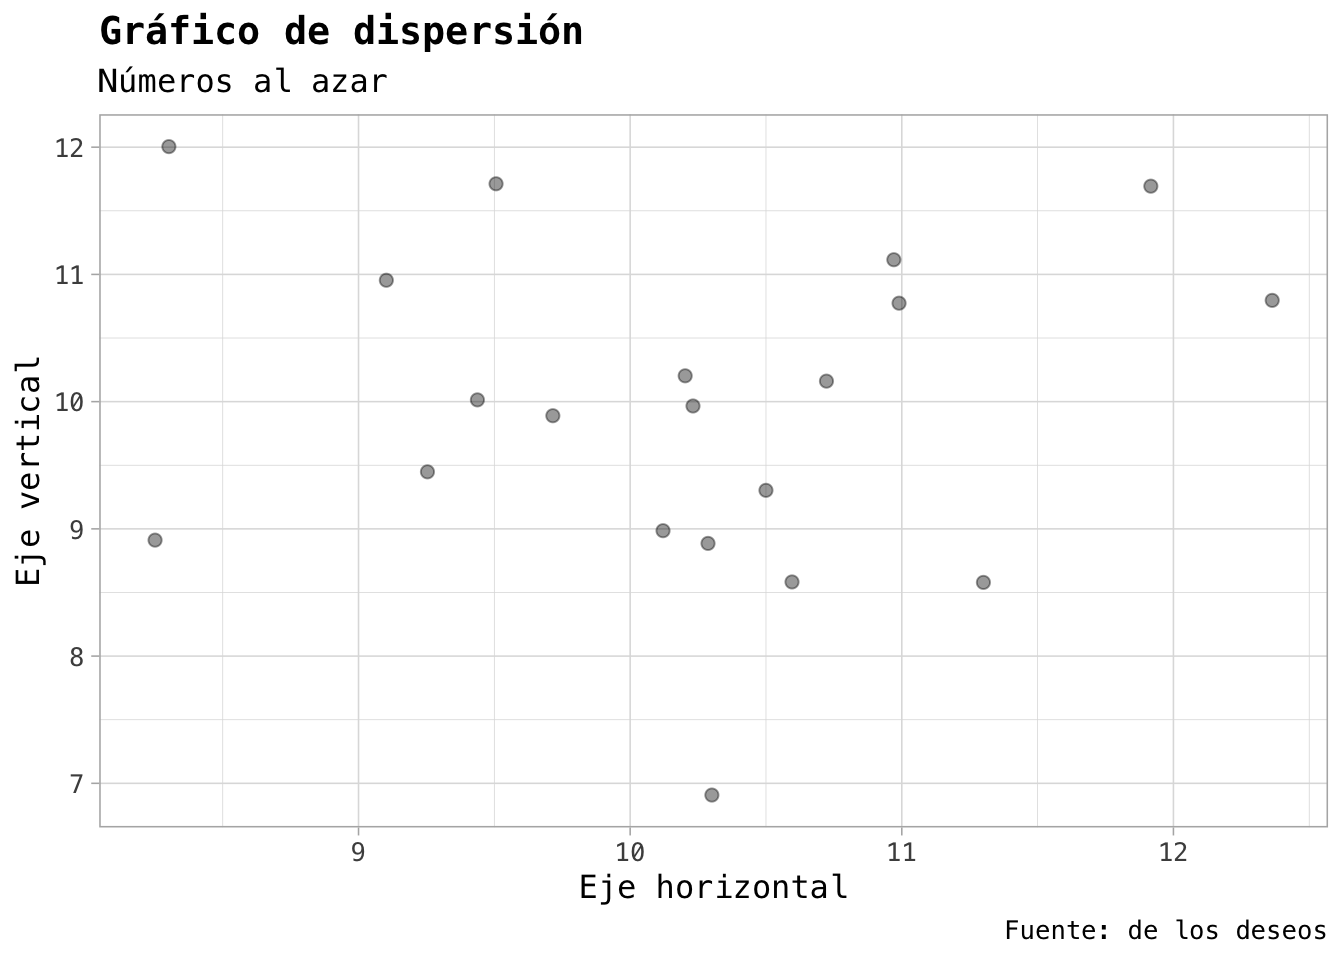 Gráfico de dispersión
Números al azar
12
11
10
9
8
7
Eje vertical
9 10 11 12
Eje horizontal
Fuente: de los deseos